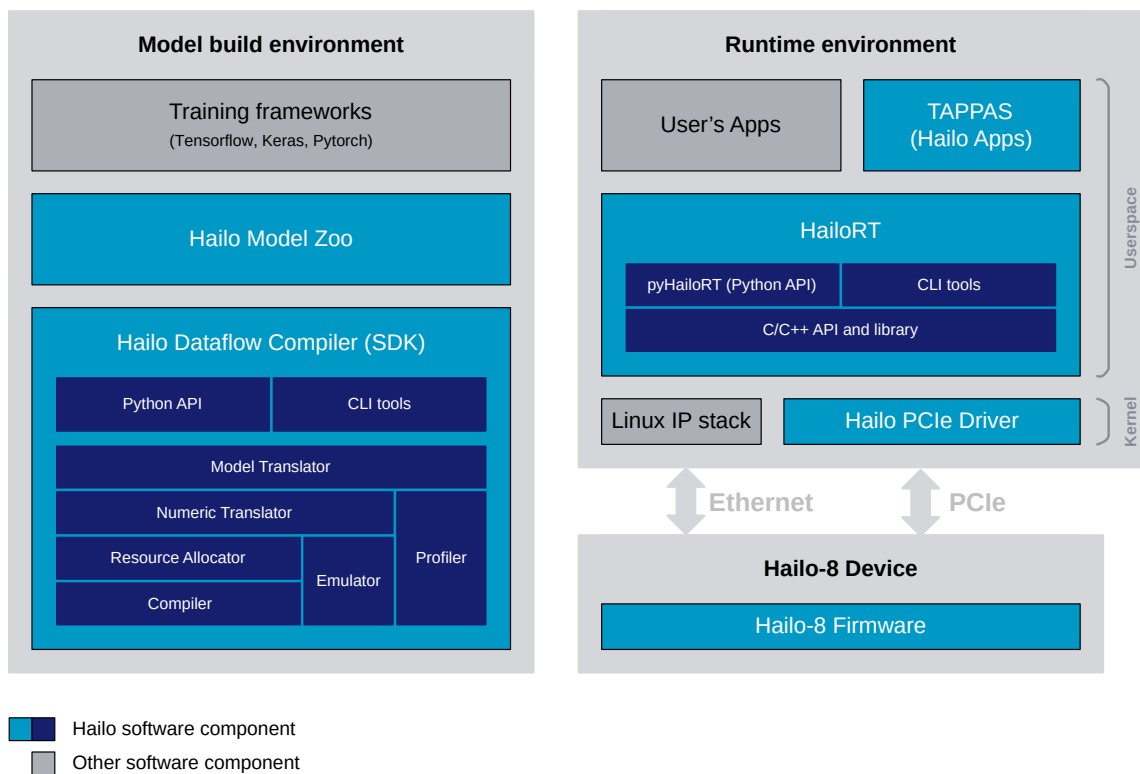 Model build environment
Training frameworks
(Tensorflow, Keras, Pytorch)
Hailo Model Zoo
Hailo Dataflow Compiler (SDK)
Python API
CLI tools
Model Translator
Numeric Translator
Resource Allocator
Compiler
Emulator
Profiler
Runtime environment
User’s Apps
TAPPAS
(Hailo Apps)
HailoRT
pyHailoRT (Python API)
CLI tools
C/C++ API and library
Userspace
Linux IP stack
Hailo PCIe Driver
Kernel
Ethernet
PCIe
Hailo-8 Device
Hailo-8 Firmware
Hailo software component
Other software component